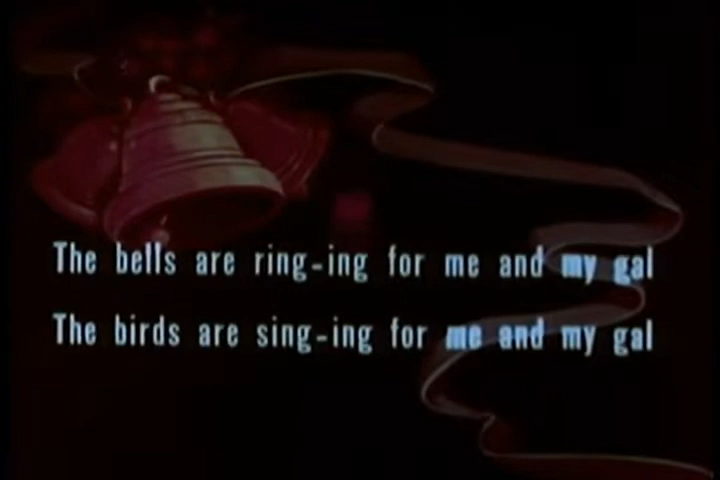 The bells are ring-ing for me and my gal
The birds are sing-ing for me and my gal